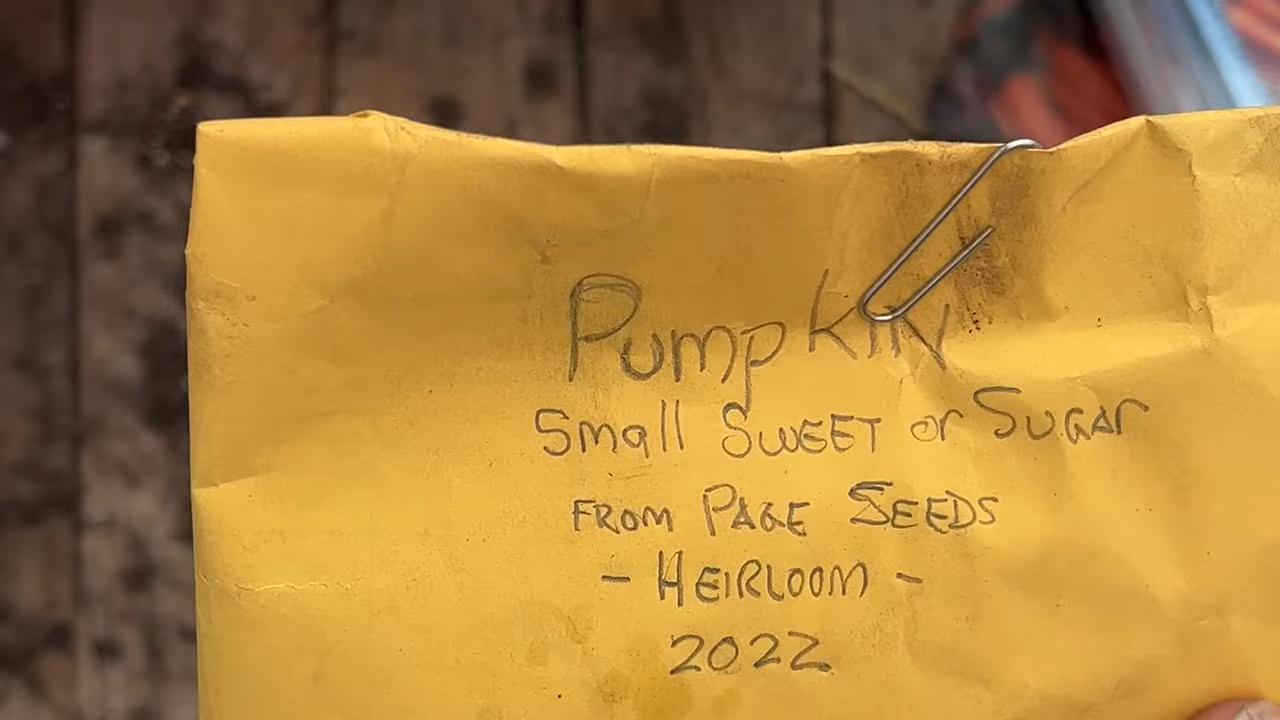 PumpKIN
Small SWEET or SUGAR
FROM PAGE SEEDS
- HEIRLOOM -
2022